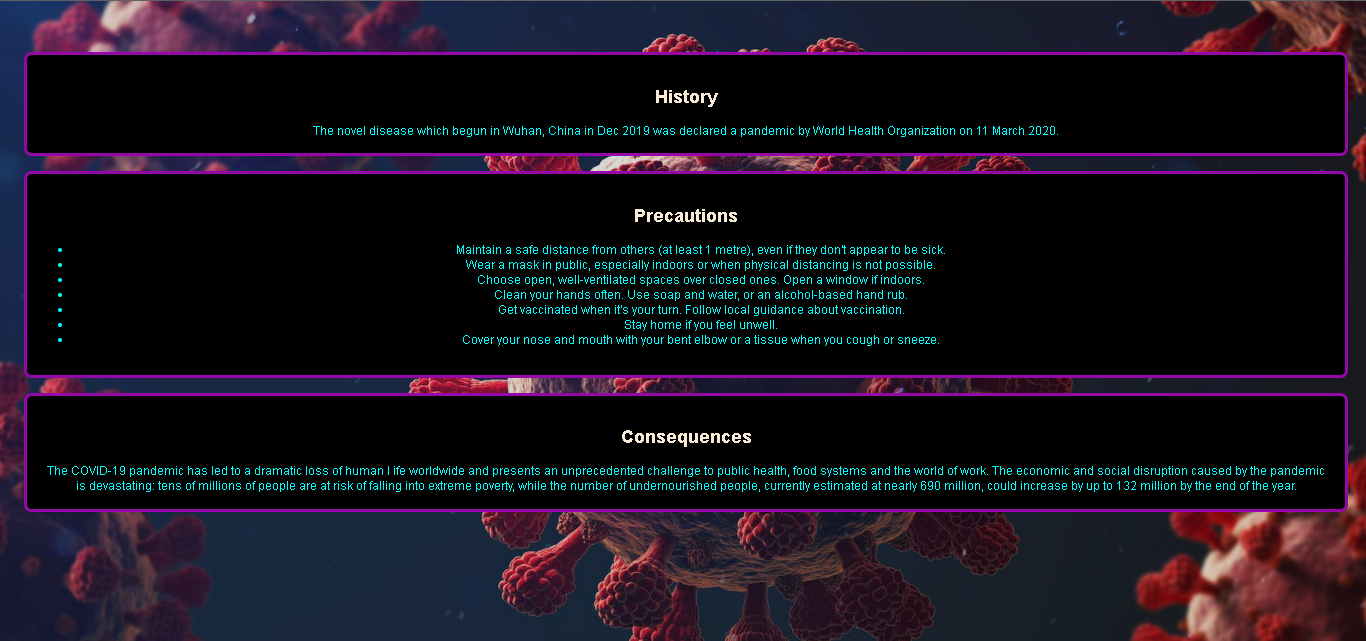 History
The novel disease which begun in Wuhan, China in Dec 2019 was declared a pandemic by World Health Organization on 11 March 2020.
Precautions
Maintain a safe distance from others (at least 1 metre), even if they don't appear to be sick.
Wear a mask in public, especially indoors or when physical distancing is not possible.
Choose open, well-ventilated spaces over closed ones. Open a window if indoors.
Clean your hands often. Use soap and water, or an alcohol-based hand rub.
Get vaccinated when it's your turn. Follow local guidance about vaccination.
Stay home if you feel unwell.
Cover your nose and mouth with your bent elbow or a tissue when you cough or sneeze.
Consequences
The COVID-19 pandemic has led to a dramatic loss of human l ife worldwide and presents an unprecedented challenge to public health, food systems and the world of work. The economic and social disruption caused by the pandemic
is devastating: tens of millions of people are at risk of falling into extreme poverty, while the number of undernourished people, currently estimated at nearly 690 million, could increase by up to 132 million by the end of the year.